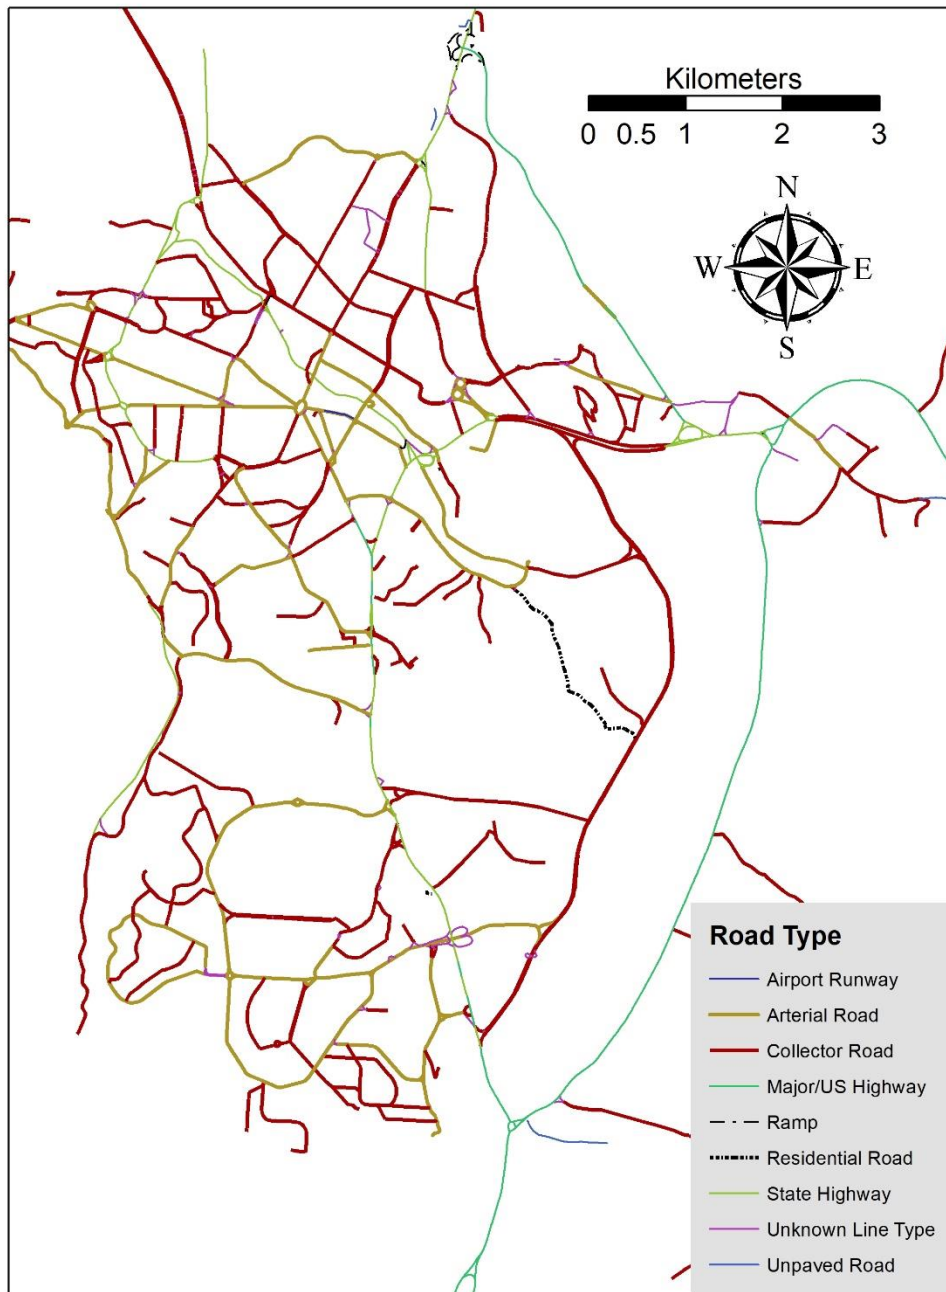 Kilometers
0 0.5 1 2 3
N
W E
S
Road Type
Airport Runway
Arterial Road
Collector Road
Major/US Highway
Ramp
Residential Road
State Highway
Unknown Line Type
Unpaved Road